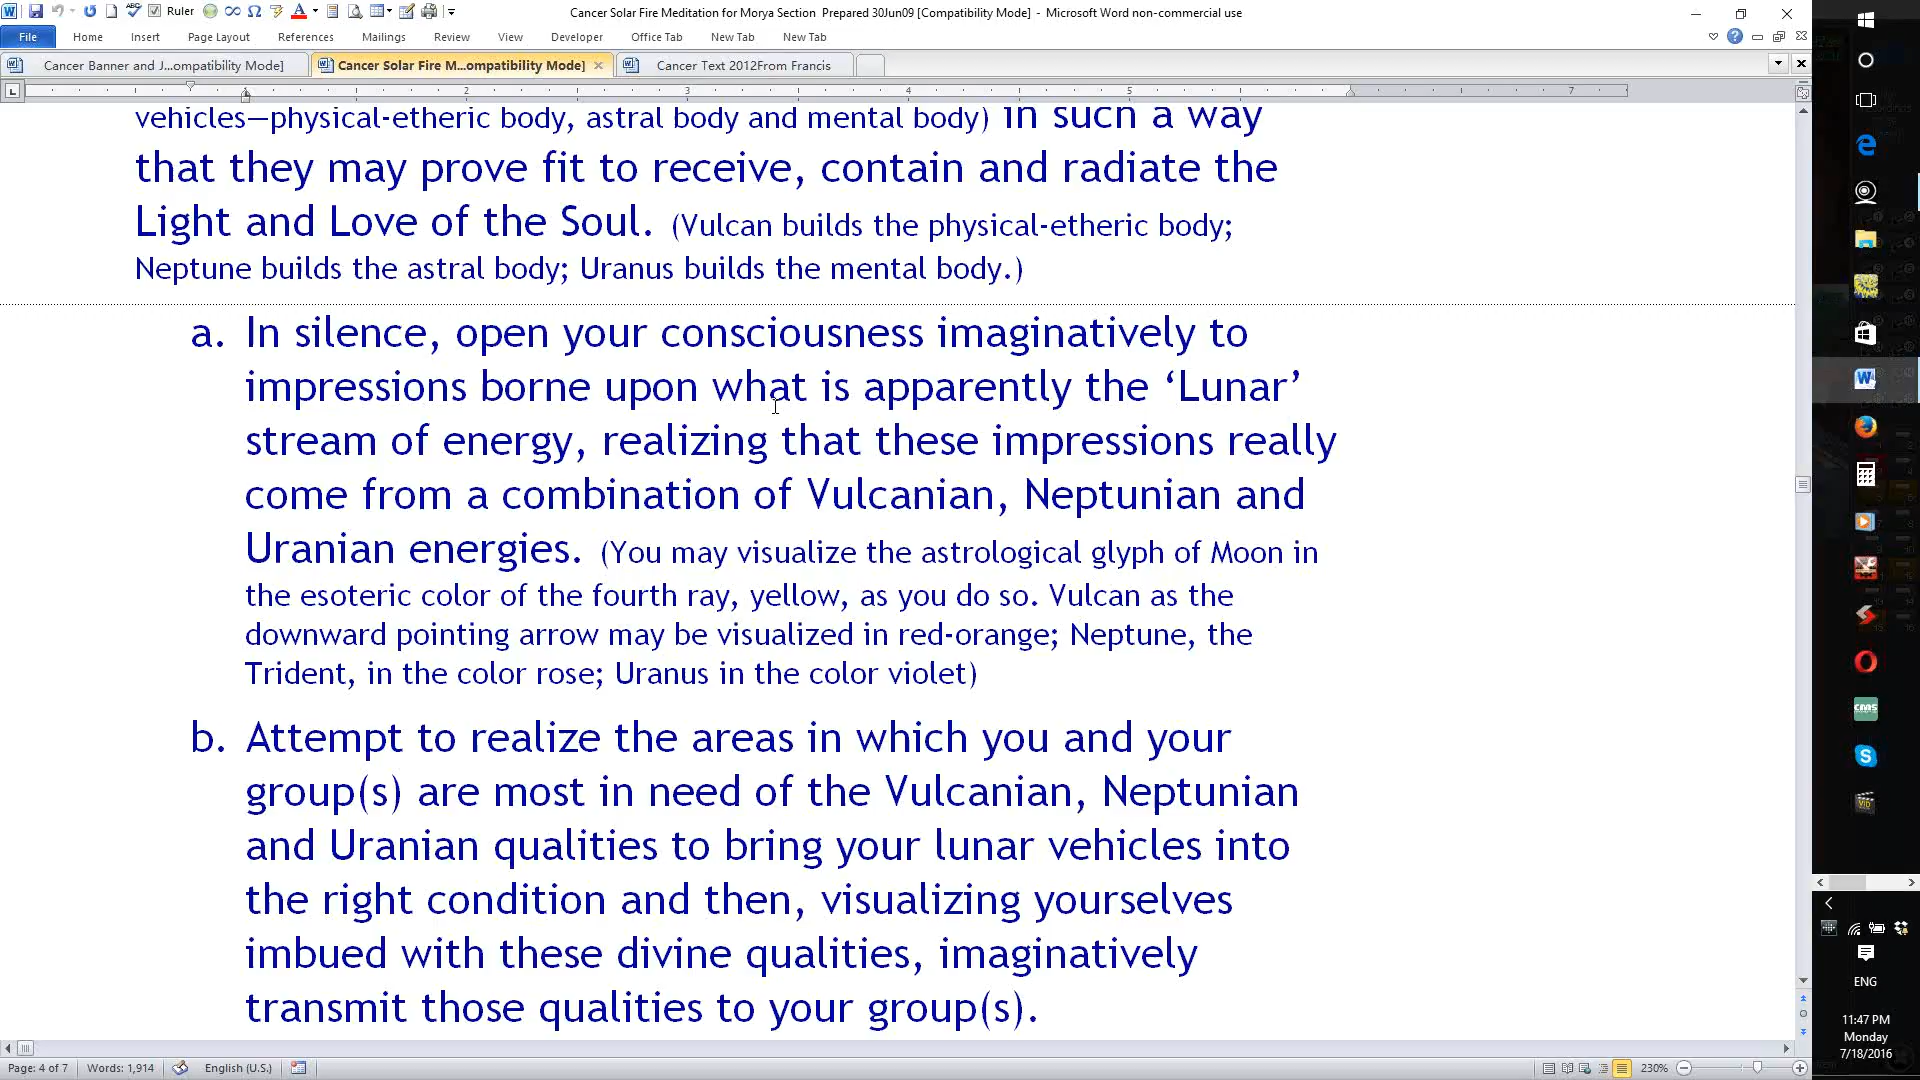 Ruler
Cancer Solar Fire Meditation for Morya Section  Prepared 30Jun09 [Compatibility Mode]  -  Microsoft Word non-commercial use
File Home Insert Page Layout References Mailings Review View Developer Office Tab New Tab New Tab
Cancer Banner and J...ompatibility Mode] Cancer Solar Fire M...ompatibility Mode] Cancer Text 2012From Francis
1 2 3 4 5 7
vehicles—physical-etheric body, astral body and mental body) in such a way
that they may prove fit to receive, contain and radiate the
Light and Love of the Soul. (Vulcan builds the physical-etheric body;
Neptune builds the astral body; Uranus builds the mental body.)
a. In silence, open your consciousness imaginatively to
impressions borne upon what is apparently the ‘Lunar’
stream of energy, realizing that these impressions really
come from a combination of Vulcanian, Neptunian and
Uranian energies. (You may visualize the astrological glyph of Moon in
the esoteric color of the fourth ray, yellow, as you do so. Vulcan as the
downward pointing arrow may be visualized in red-orange; Neptune, the
Trident, in the color rose; Uranus in the color violet)
b. Attempt to realize the areas in which you and your
group(s) are most in need of the Vulcanian, Neptunian
and Uranian qualities to bring your lunar vehicles into
the right condition and then, visualizing yourselves
imbued with these divine qualities, imaginatively
transmit those qualities to your group(s).
Page: 4 of 7 Words: 1,914 English (U.S.) 230%
cms
VID
ENG
11:47 PM
Monday
7/18/2016